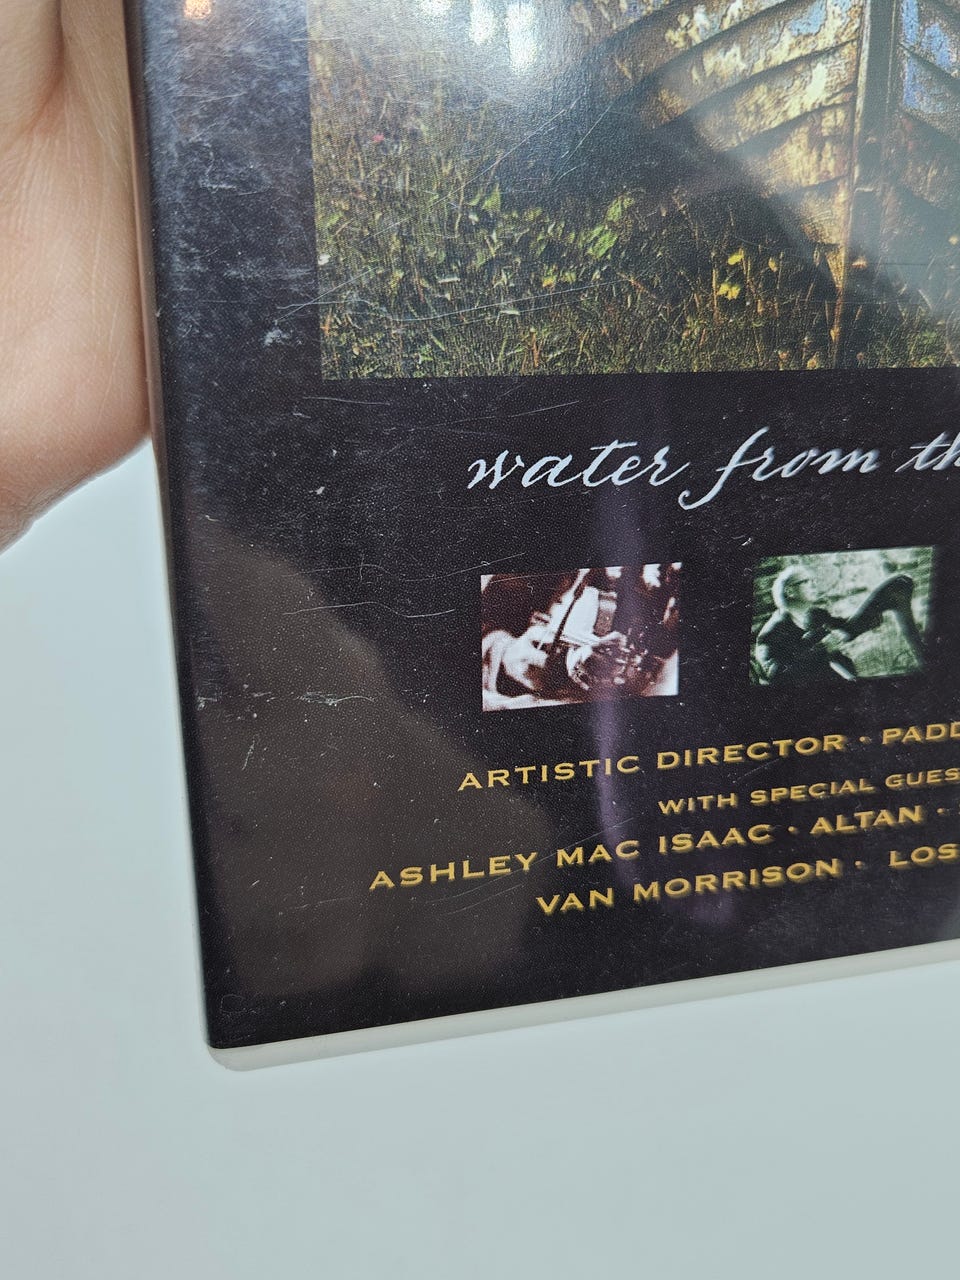 water from th
ARTISTIC DIRECTOR · PADD
WITH SPECIAL GUES
ASHLEY MAC ISAAC · ALTAN ·
VAN MORRISON · LOS